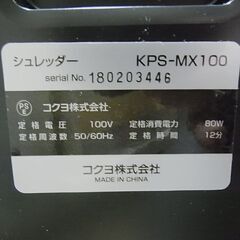 シュレッダー KPS-MX100
serial No. 180203446
PS E コクヨ株式会社
定格電圧 100V 定格消費電力 80W
定格周波数 50/60Hz 定格時間 12分
コクヨ株式会社
MADE IN CHINA